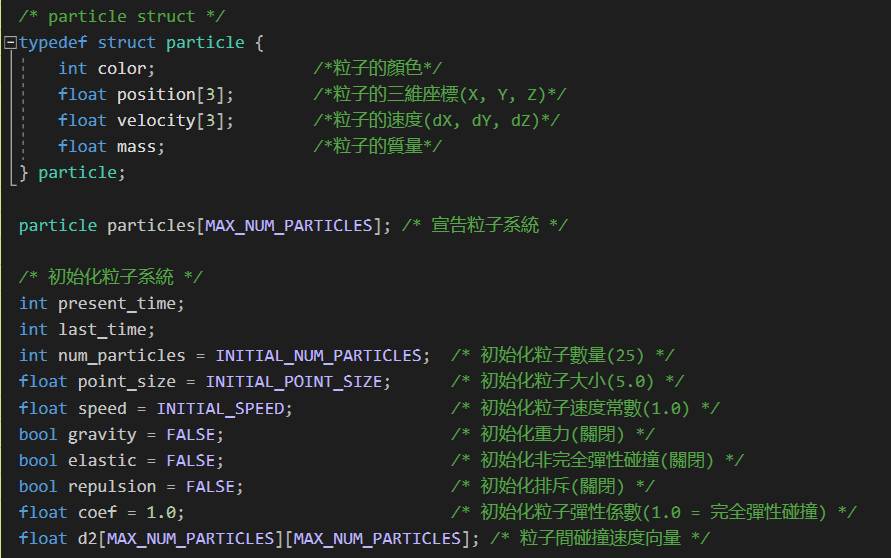 /* particle struct */
typedef struct particle {
int color; /*粒子的顏色*/
float position[3]; /*粒子的三維座標(X, Y, Z)*/
float velocity[3]; /*粒子的速度(dX, dY, dZ)*/
float mass; /*粒子的質量*/
} particle;
particle particles[MAX_NUM_PARTICLES]; /* 宣告粒子系統 */
/* 初始化粒子系統 */
int present_time;
int last_time;
int num_particles = INITIAL_NUM_PARTICLES; /* 初始化粒子數量(25) */
float point_size = INITIAL_POINT_SIZE; /* 初始化粒子大小(5.0) */
float speed = INITIAL_SPEED; /* 初始化粒子速度常數(1.0) */
bool gravity = FALSE; /* 初始化重力(關閉) */
bool elastic = FALSE; /* 初始化非完全彈性碰撞(關閉) */
bool repulsion = FALSE; /* 初始化排斥(關閉) */
float coef = 1.0; /* 初始化粒子彈性係數(1.0 = 完全彈性碰撞) */
float d2[MAX_NUM_PARTICLES][MAX_NUM_PARTICLES]; /* 粒子間碰撞速度向量 */